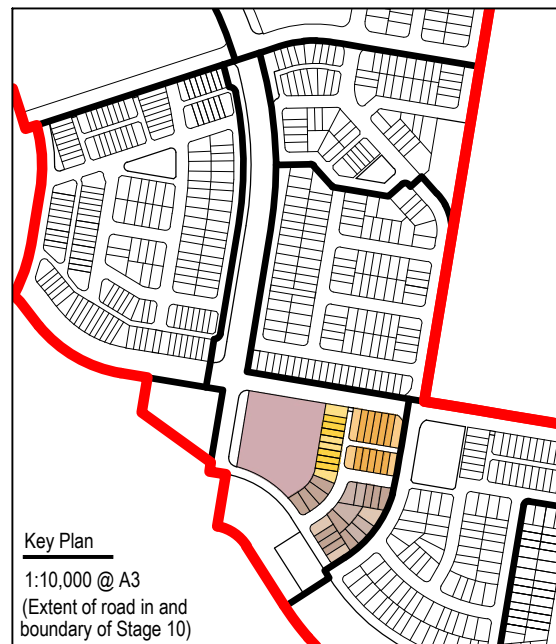 Key Plan
1:10,000 @ A3
(Extent of road in and
boundary of Stage 10)